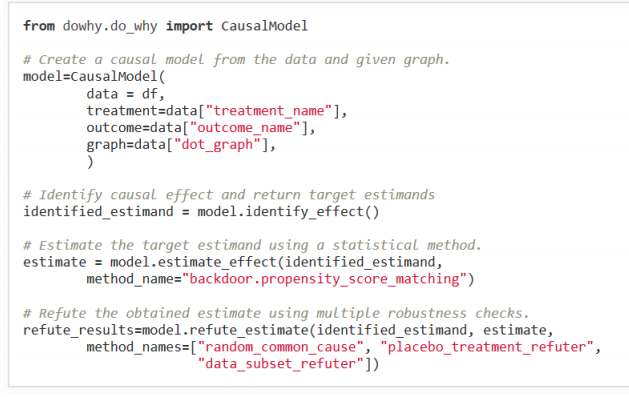 from dowhy.do_why import CausalModel
# Create a causal model from the data and given graph.
model=CausalModel(
        data = df,
        treatment=data["treatment_name"],
        outcome=data["outcome_name"],
        graph=data["dot_graph"],
        )
# Identify causal effect and return target estimands
identified_estimand = model.identify_effect()
# Estimate the target estimand using a statistical method.
estimate = model.estimate_effect(identified_estimand,
        method_name="backdoor.propensity_score_matching")
# Refute the obtained estimate using multiple robustness checks.
refute_results=model.refute_estimate(identified_estimand, estimate,
        method_names=["random_common_cause", "placebo_treatment_refuter",
                      "data_subset_refuter"])